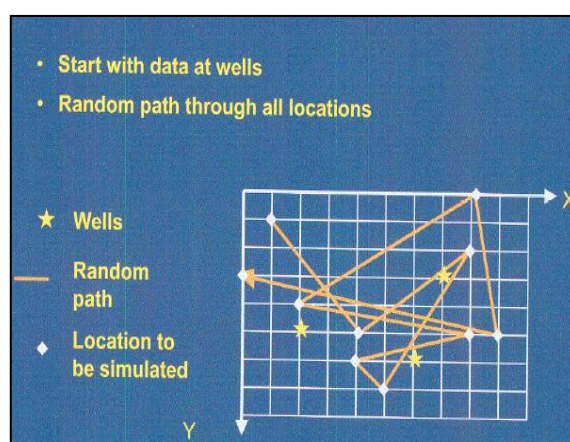 • Start with data at wells
• Random path through all locations
X
Wells
Random
path
Location to
be simulated
Y